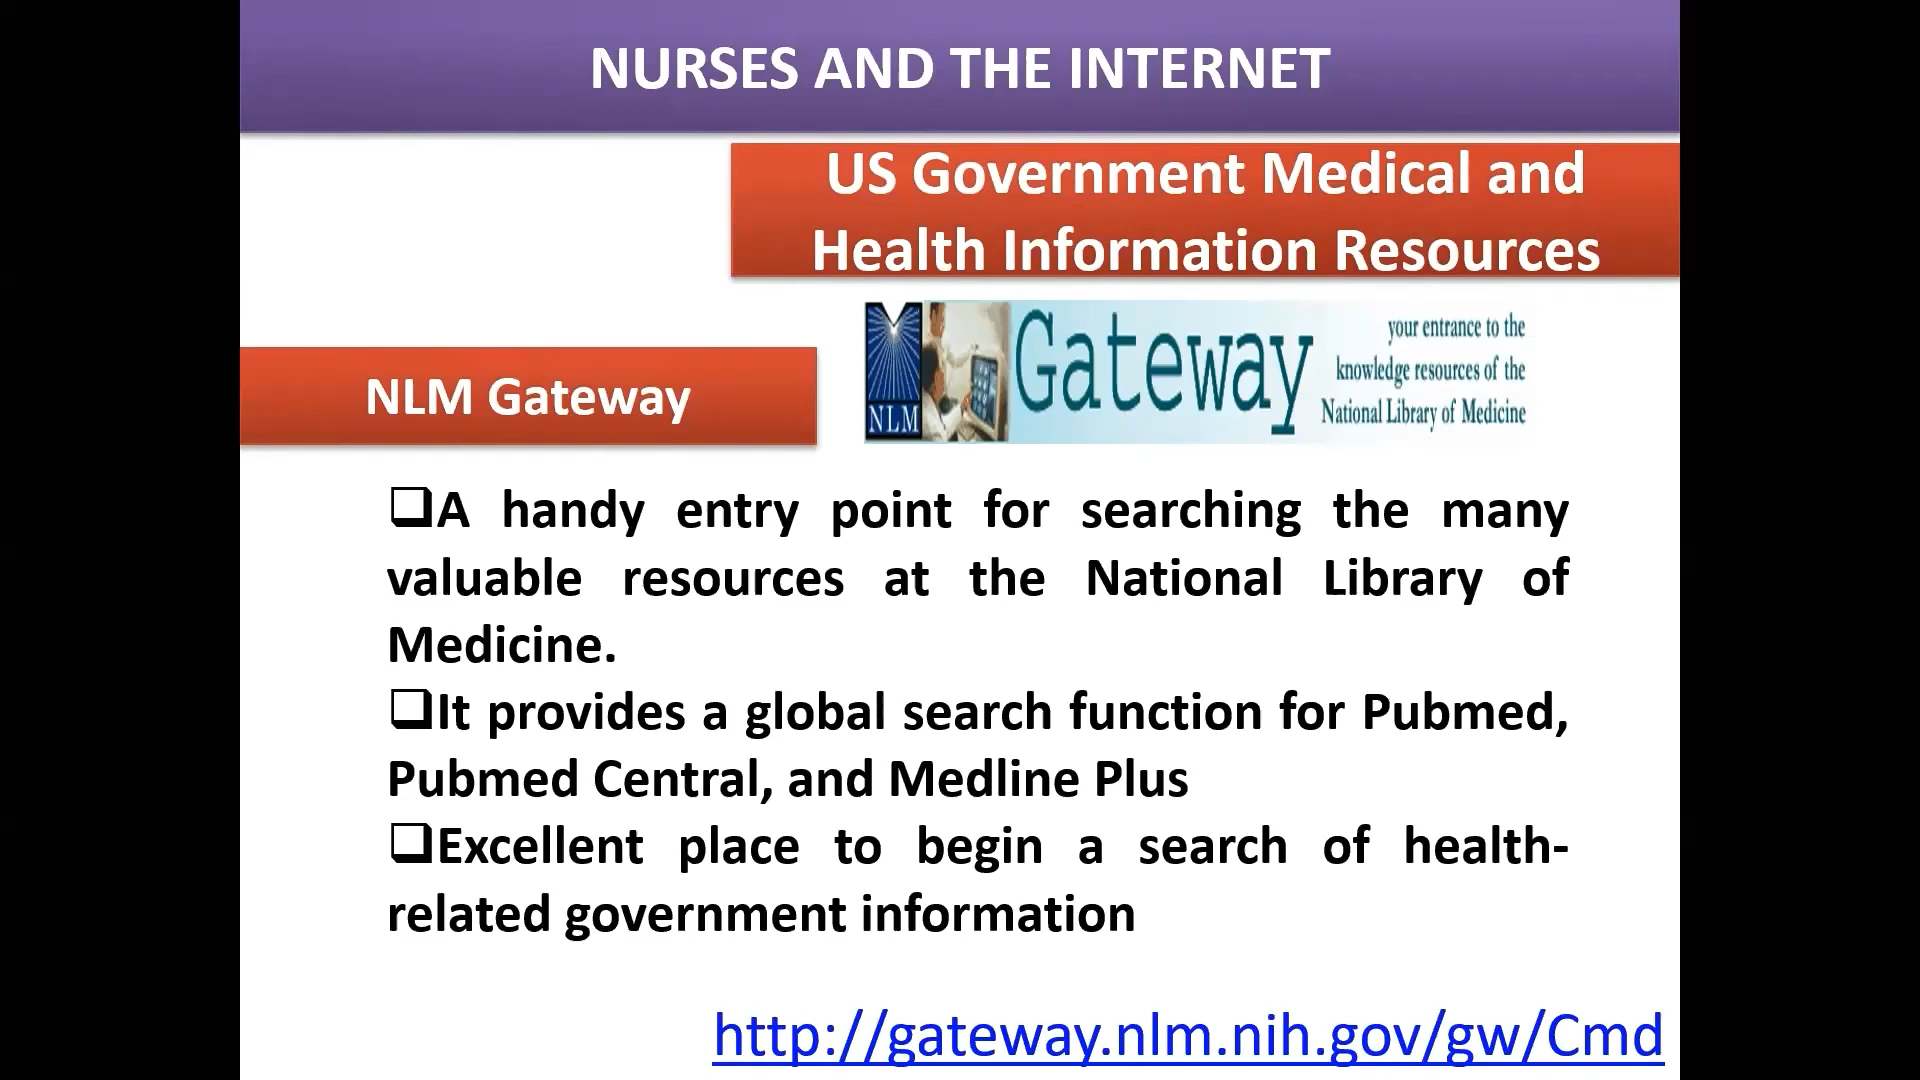 NURSES AND THE INTERNET
US Government Medical and
Health Information Resources
NLM Gateway
NLM
Gateway
your entrance to the
knowledge resources of the
National Library of Medicine
❑A handy entry point for searching the many
valuable resources at the National Library of
Medicine.
❑It provides a global search function for Pubmed,
Pubmed Central, and Medline Plus
❑Excellent place to begin a search of health-
related government information
http://gateway.nlm.nih.gov/gw/Cmd